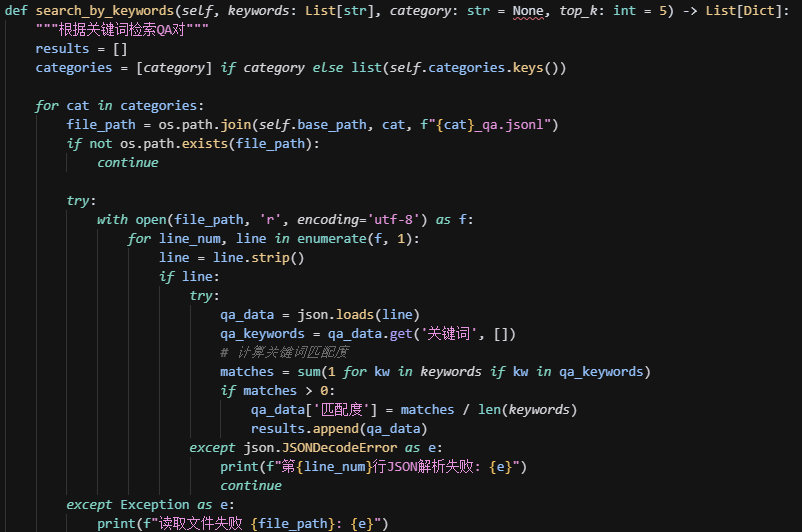 def search_by_keywords(self, keywords: List[str], category: str = None, top_k: int = 5) -> List[Dict]:
    """根据关键词检索QA对"""
    results = []
    categories = [category] if category else list(self.categories.keys())

    for cat in categories:
        file_path = os.path.join(self.base_path, cat, f"{cat}_qa.jsonl")
        if not os.path.exists(file_path):
            continue

        try:
            with open(file_path, 'r', encoding='utf-8') as f:
                for line_num, line in enumerate(f, 1):
                    line = line.strip()
                    if line:
                        try:
                            qa_data = json.loads(line)
                            qa_keywords = qa_data.get('关键词', [])
                            # 计算关键词匹配度
                            matches = sum(1 for kw in keywords if kw in qa_keywords)
                            if matches > 0:
                                qa_data['匹配度'] = matches / len(keywords)
                                results.append(qa_data)
                        except json.JSONDecodeError as e:
                            print(f"第{line_num}行JSON解析失败: {e}")
                            continue
        except Exception as e:
            print(f"读取文件失败 {file_path}: {e}")